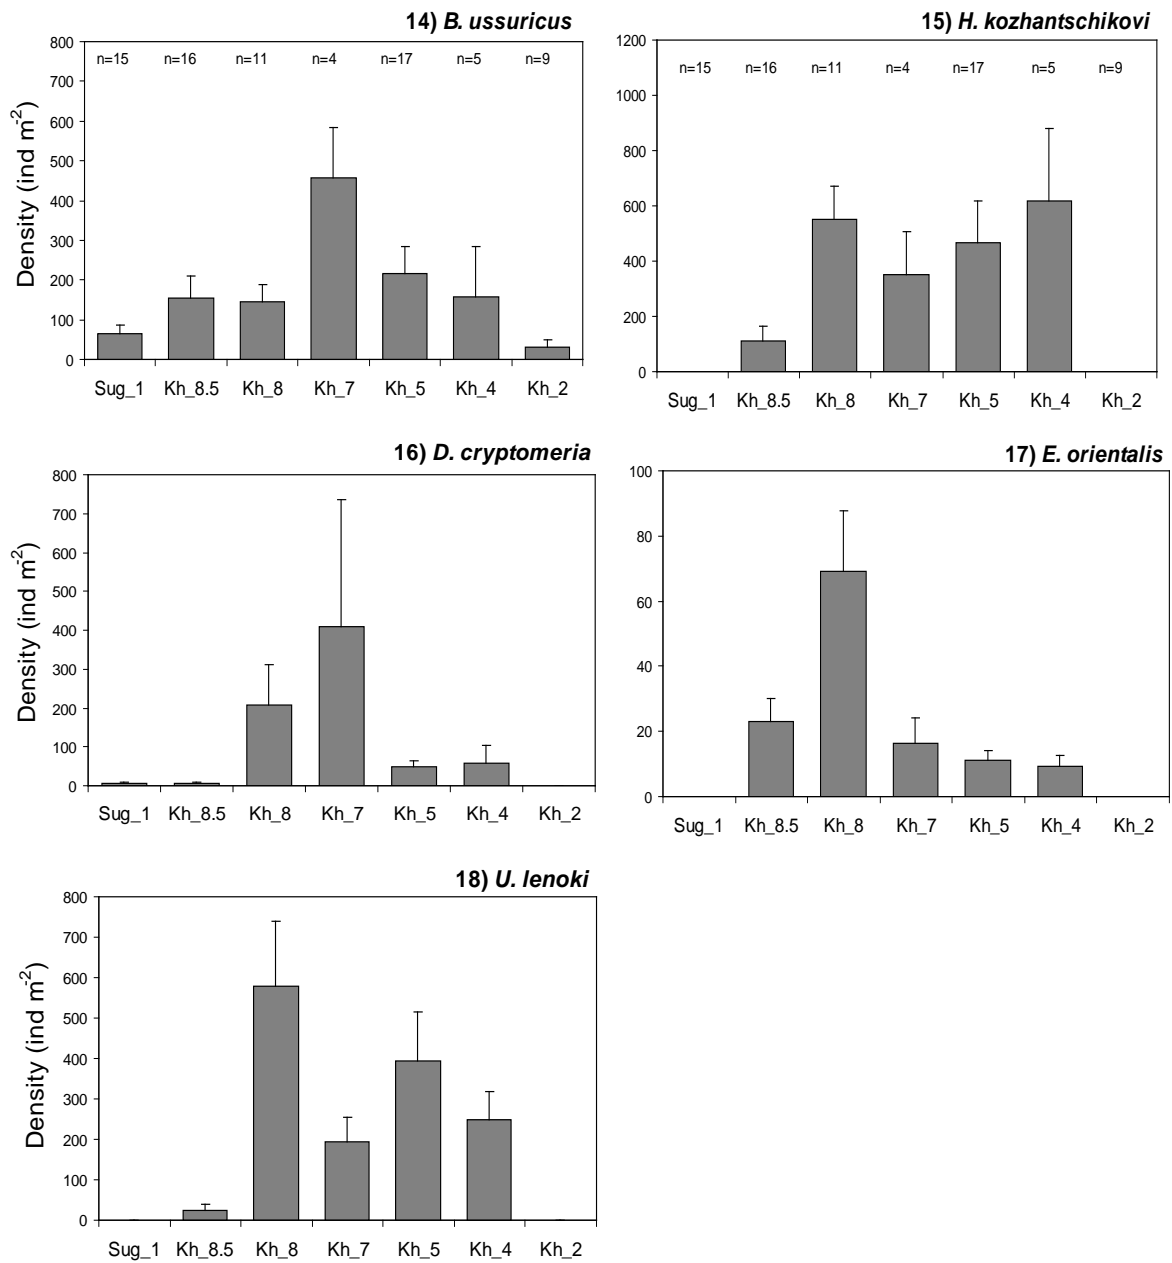 14) B. ussuricus
800
700
600
500
400
300
200
100
0
Density (ind m-2)
n=15 n=16 n=11 n=4 n=17 n=5 n=9
Sug_1 Kh_8.5 Kh_8 Kh_7 Kh_5 Kh_4 Kh_2
15) H. kozhantschikovi
1200
1000
800
600
400
200
0
n=15 n=16 n=11 n=4 n=17 n=5 n=9
Sug_1 Kh_8.5 Kh_8 Kh_7 Kh_5 Kh_4 Kh_2
16) D. cryptomeria
800
700
600
500
400
300
200
100
0
Density (ind m-2)
Sug_1 Kh_8.5 Kh_8 Kh_7 Kh_5 Kh_4 Kh_2
17) E. orientalis
100
80
60
40
20
0
Sug_1 Kh_8.5 Kh_8 Kh_7 Kh_5 Kh_4 Kh_2
18) U. lenoki
800
700
600
500
400
300
200
100
0
Density (ind m-2)
Sug_1 Kh_8.5 Kh_8 Kh_7 Kh_5 Kh_4 Kh_2